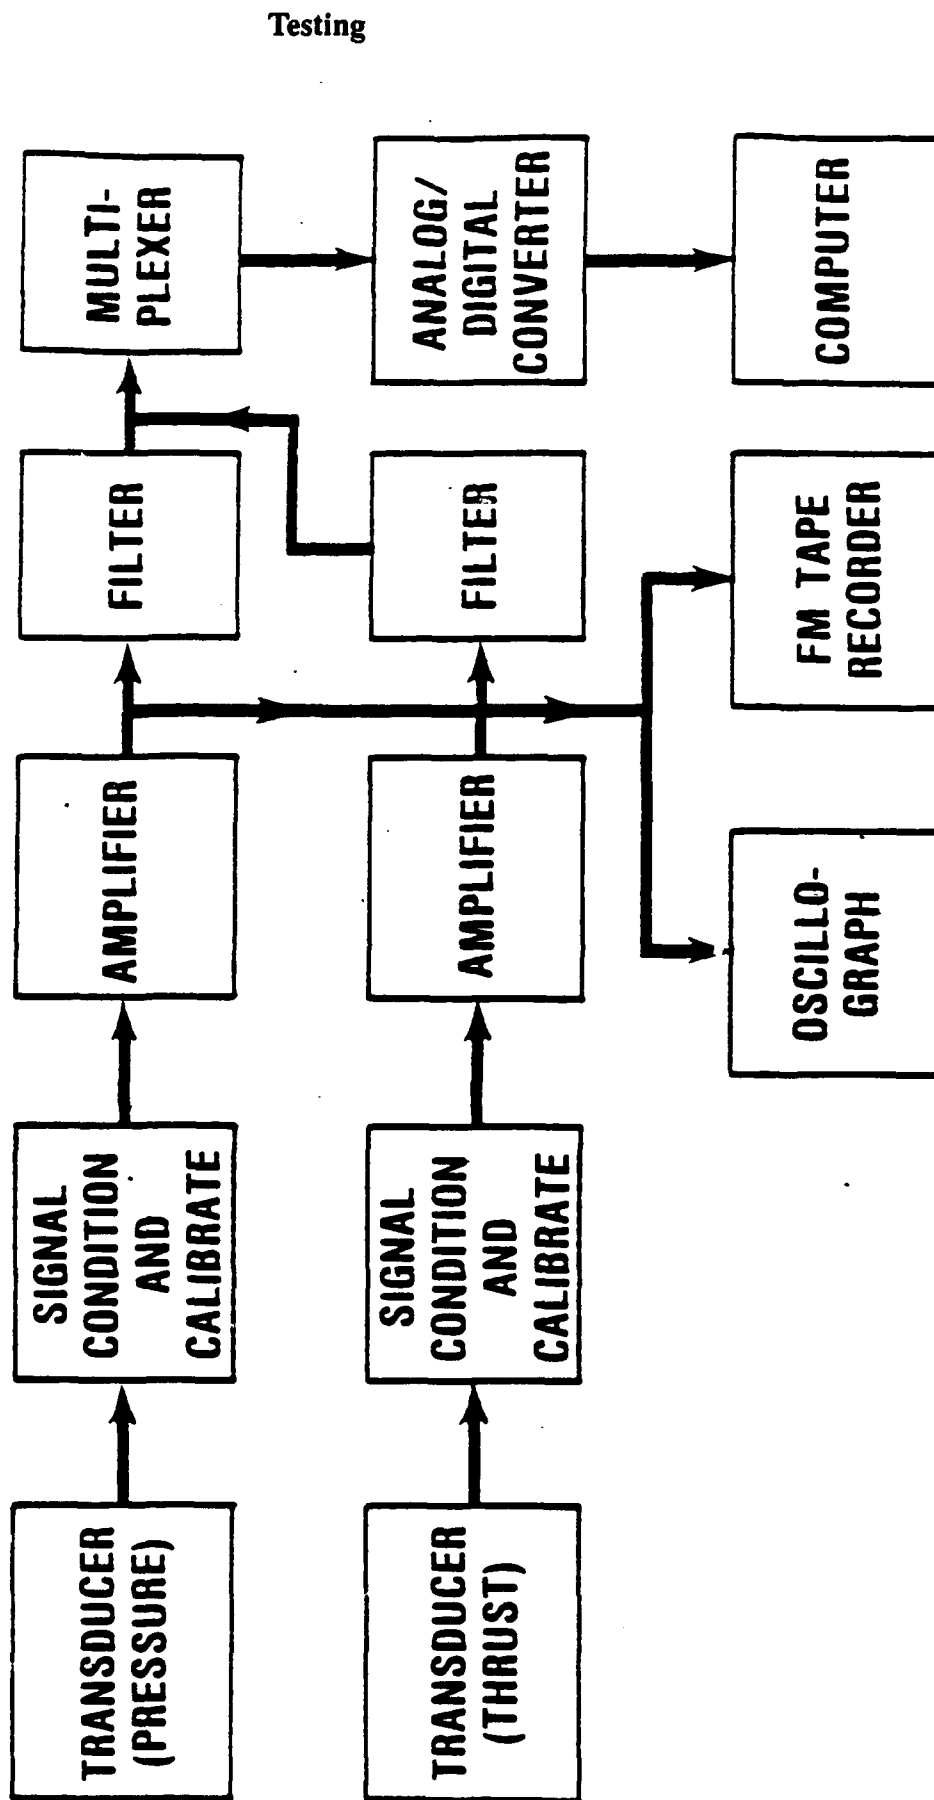 Testing
TRANSDUCER
(PRESSURE)
SIGNAL
CONDITION
AND
CALIBRATE
AMPLIFIER
FILTER
MULTI-
PLEXER
TRANSDUCER
(THRUST)
SIGNAL
CONDITION
AND
CALIBRATE
AMPLIFIER
FILTER
ANALOG/
DIGITAL
CONVERTER
OSCILLO-
GRAPH
FM TAPE
RECORDER
COMPUTER